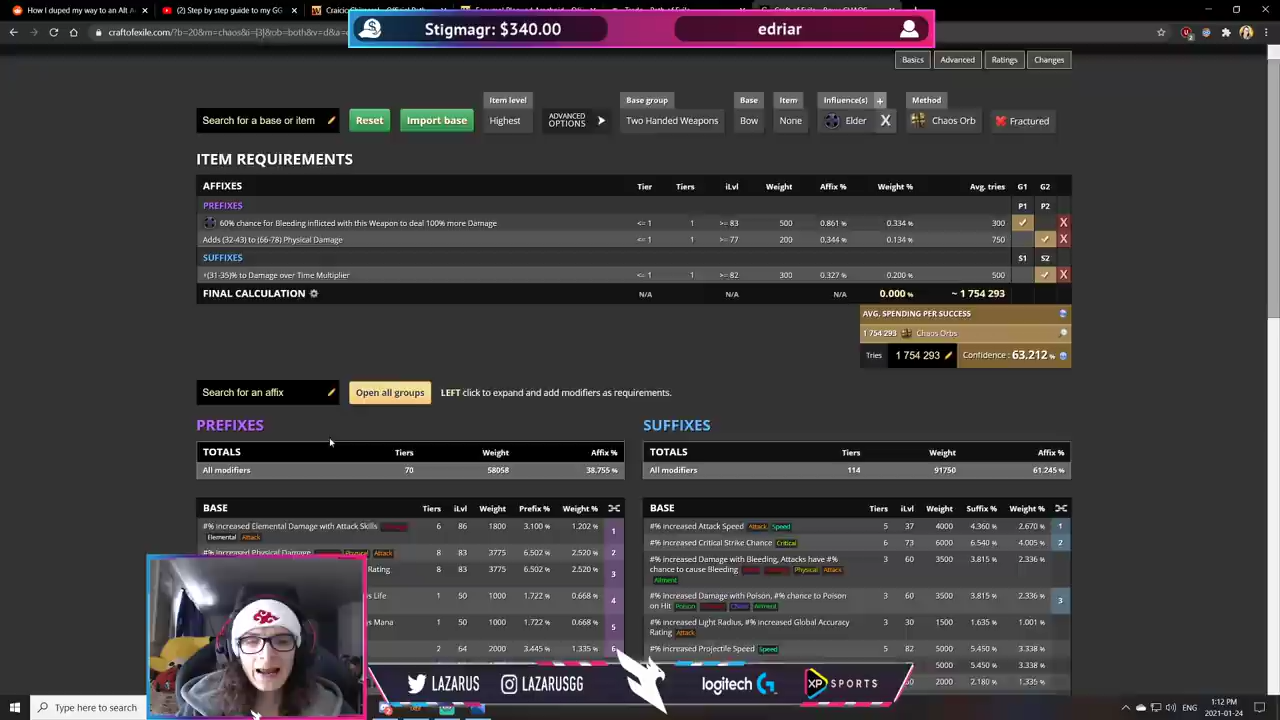 How I duped my way to an Alt A
Step by step guide to my GG
craftofexile.com/?b=20&m=chaos&i=|3|&ob=both&v=d&a=e
Stigmagr: $340.00
edriar
Basics
Advanced
Ratings
Changes
Item level
Base group
Base
Item
Influence(s) +
Method
Search for a base or item
Reset
Import base
Highest
ADVANCED OPTIONS
Two Handed Weapons
Bow
None
Elder X
Chaos Orb
Fractured
ITEM REQUIREMENTS
AFFIXES Tier Tiers iLvl Weight Affix % Weight % Avg. tries G1 G2
PREFIXES P1 P2
60% chance for Bleeding inflicted with this Weapon to deal 100% more Damage <= 1 1 >= 83 500 0.861 % 0.334 % 300 X
Adds (32-43) to (66-78) Physical Damage <= 1 1 >= 77 200 0.344 % 0.134 % 750 X
SUFFIXES S1 S2
+(31-35)% to Damage over Time Multiplier <= 1 1 >= 82 300 0.327 % 0.200 % 500 X
FINAL CALCULATION N/A N/A N/A 0.000 % ~ 1 754 293
AVG. SPENDING PER SUCCESS
1 754 293 Chaos Orbs
Tries 1 754 293 Confidence : 63.212 %
Search for an affix
Open all groups
LEFT click to expand and add modifiers as requirements.
PREFIXES
TOTALS Tiers Weight Affix %
All modifiers 70 58058 38.755 %
BASE Tiers iLvl Weight Prefix % Weight %
#% increased Elemental Damage with Attack Skills
Elemental Attack 6 86 1800 3.100 % 1.202 % 1
#% increased Physical Damage Physical Attack 8 83 3775 6.502 % 2.520 % 2
Rating 8 83 3775 6.502 % 2.520 % 3
as Life 1 50 1000 1.722 % 0.668 % 4
as Mana 1 50 1000 1.722 % 0.668 % 5
2 64 2000 3.445 % 1.335 % 6
SUFFIXES
TOTALS Tiers Weight Affix %
All modifiers 114 91750 61.245 %
BASE Tiers iLvl Weight Suffix % Weight %
#% increased Attack Speed Attack Speed 5 37 4000 4.360 % 2.670 % 1
#% increased Critical Strike Chance Critical 6 73 6000 6.540 % 4.005 % 2
#% increased Damage with Bleeding, Attacks have #%
chance to cause Bleeding Physical Attack
Ailment 3 60 3500 3.815 % 2.336 %
#% increased Damage with Poison, #% chance to Poison
on Hit Poison Chaos Ailment 3 60 3500 3.815 % 2.336 % 3
#% increased Light Radius, #% increased Global Accuracy
Rating Attack 3 30 1500 1.635 % 1.001 %
#% increased Projectile Speed Speed 5 82 5000 5.450 % 3.338 %
5000 5.450 % 3.338 %
2000 2.180 % 1.335 %
LAZARUS
LAZARUSGG
logitech G
XP SPORTS
Type here to search
ENG
1:12 PM
2021-01-24